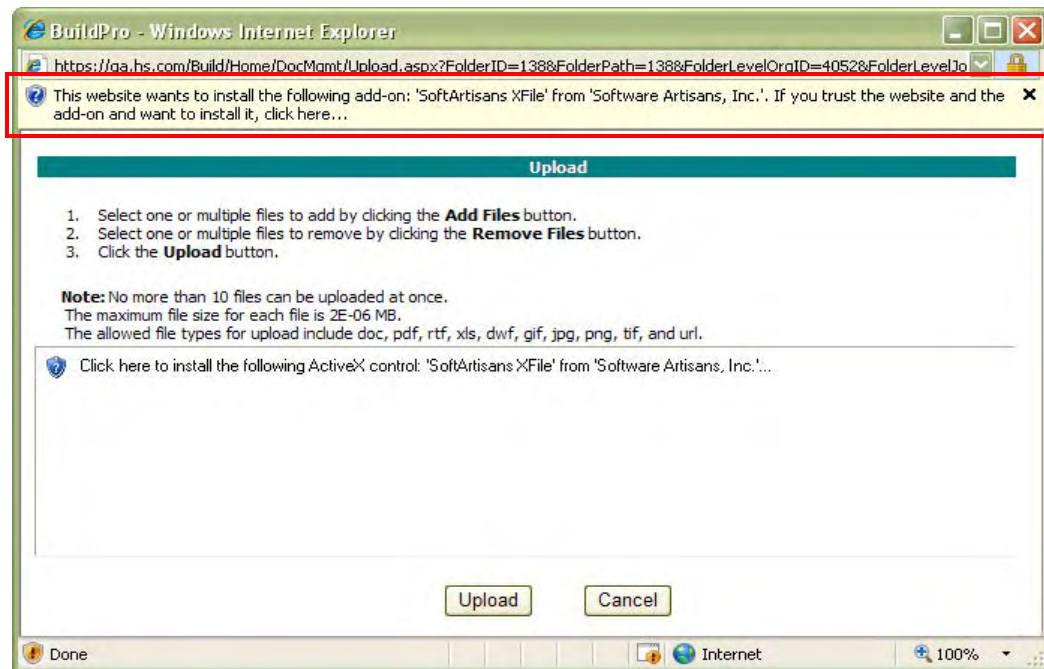 BuildPro - Windows Internet Explorer
https://qa.hs.com/Build/Home/DocMgmt/Upload.aspx?FolderID=138&FolderPath=138&FolderLevelOrgID=4052&FolderLevelJo
This website wants to install the following add-on: 'SoftArtisans XFile' from 'Software Artisans, Inc.'. If you trust the website and the
add-on and want to install it, click here...
Upload
1. Select one or multiple files to add by clicking the Add Files button.
2. Select one or multiple files to remove by clicking the Remove Files button.
3. Click the Upload button.
Note: No more than 10 files can be uploaded at once.
The maximum file size for each file is 2E-06 MB.
The allowed file types for upload include doc, pdf, rtf, xls, dwf, gif, jpg, png, tif, and url.
Click here to install the following ActiveX control: 'SoftArtisans XFile' from 'Software Artisans, Inc.'...
Upload Cancel
Done Internet 100%